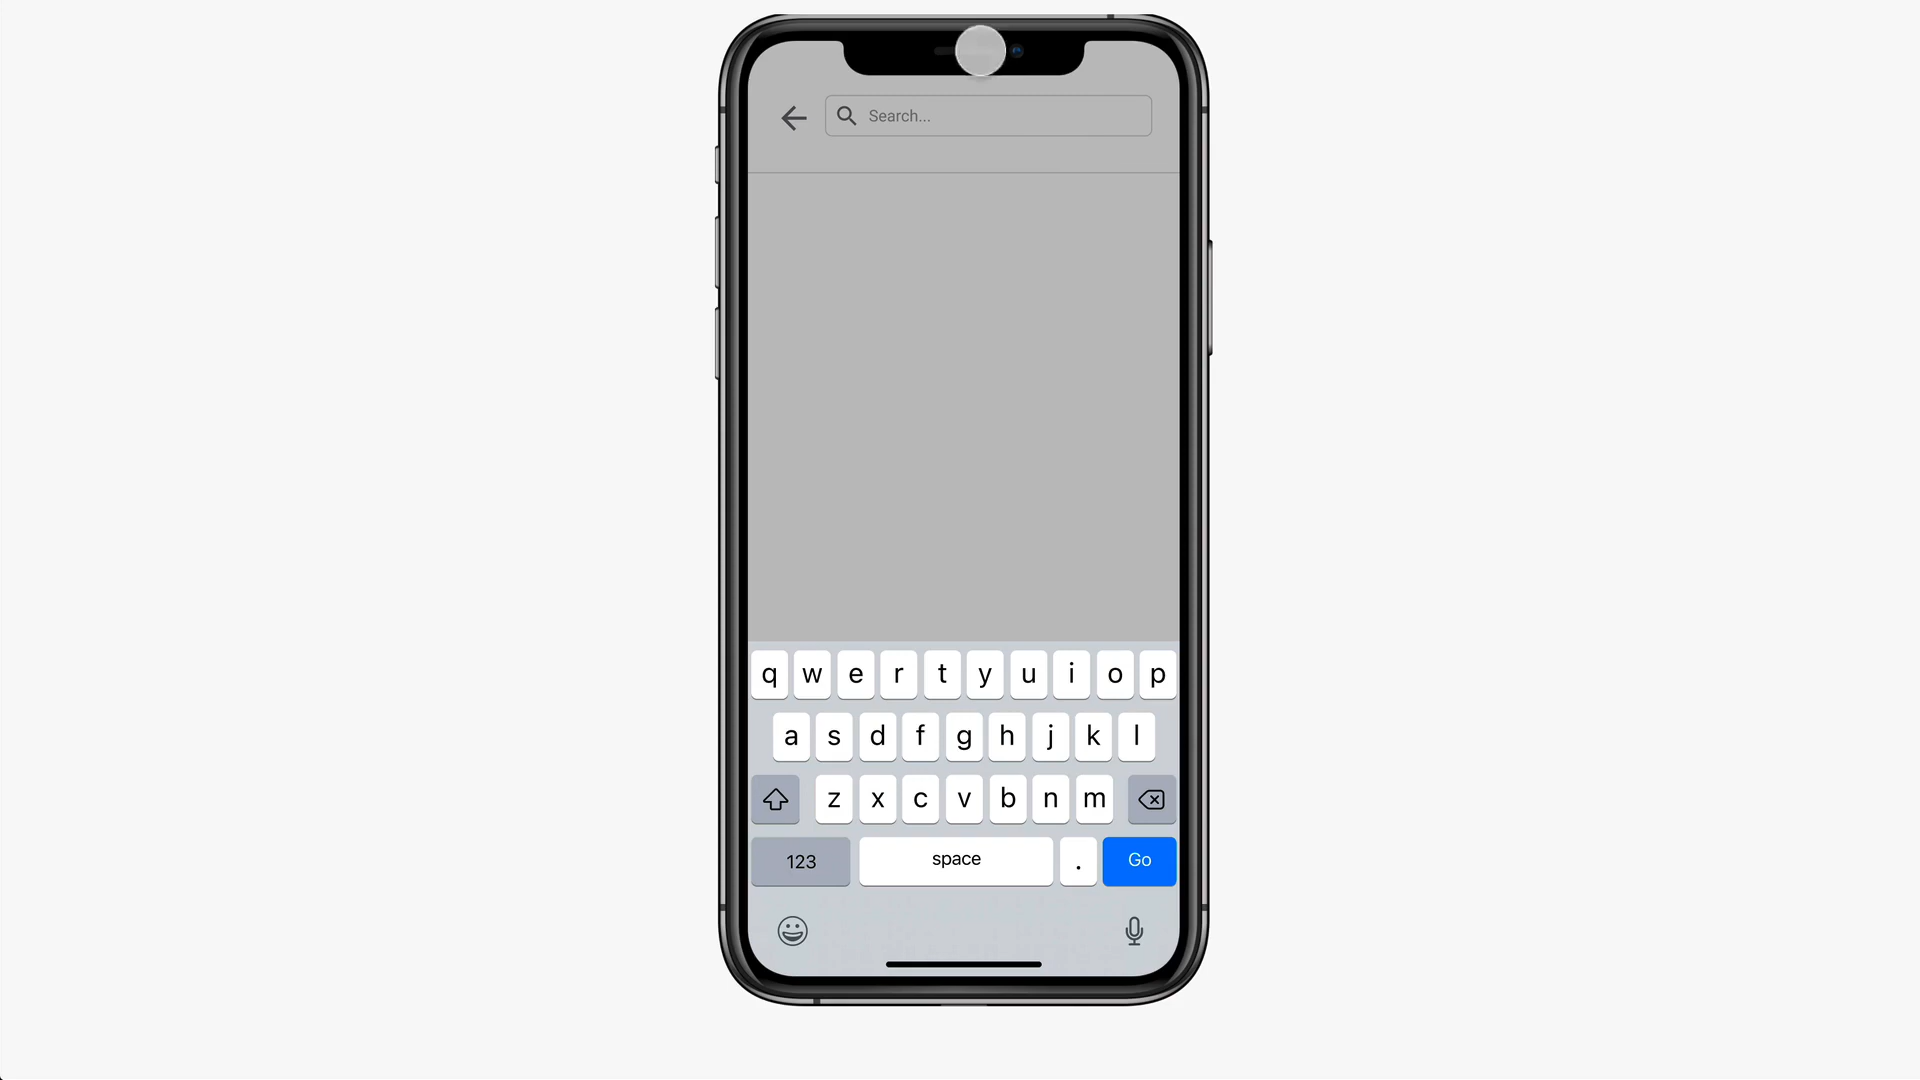 Search...
q w e r t y u i o p
a s d f g h j k l
z x c v b n m
123 space . Go